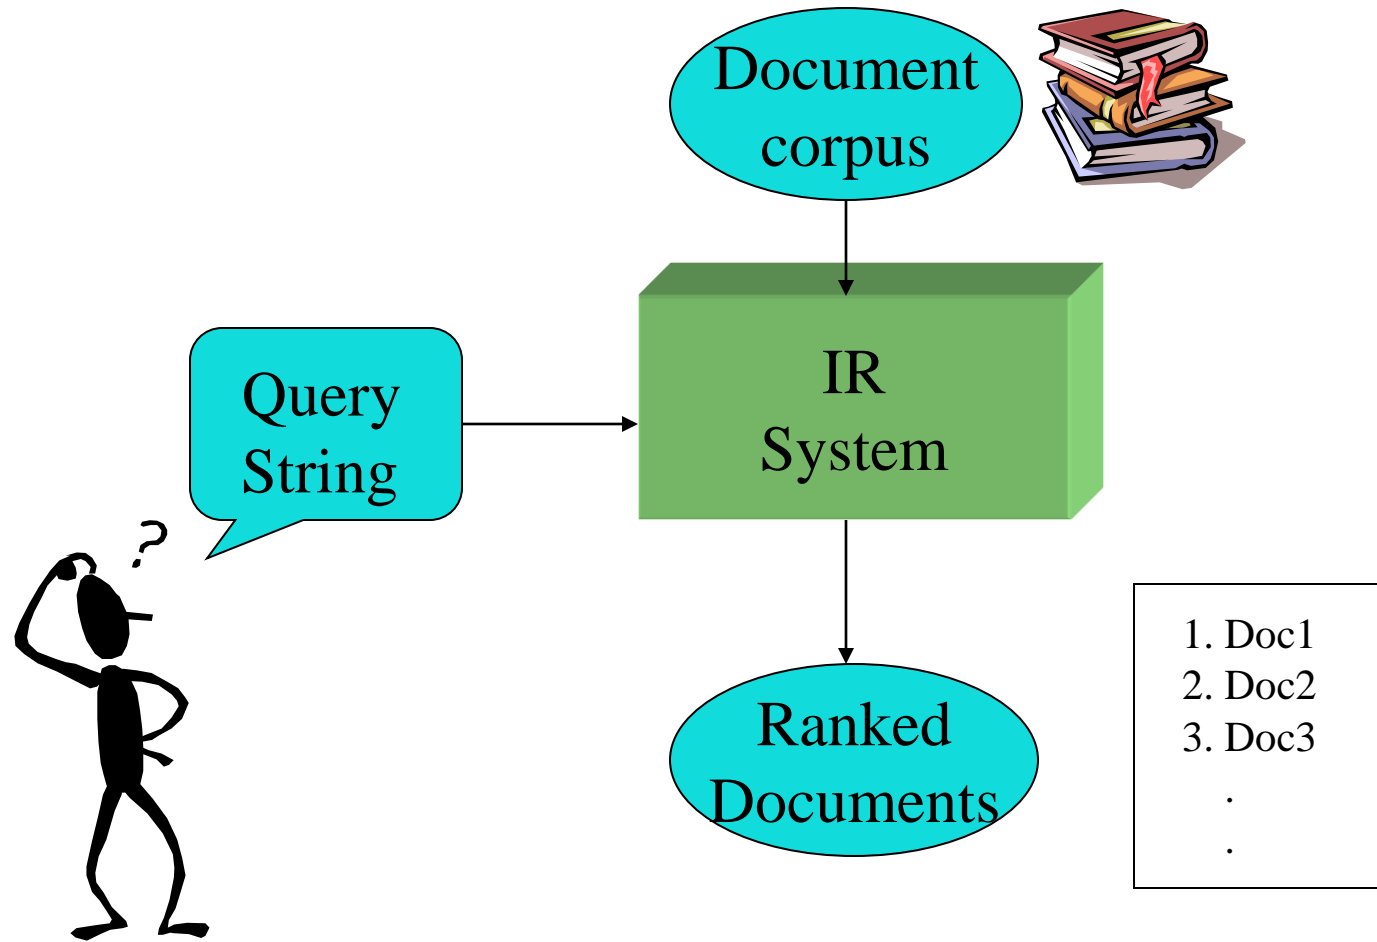 Document
corpus
IR
System
Query
String
?
Ranked
Documents
1. Doc1
2. Doc2
3. Doc3
.
.